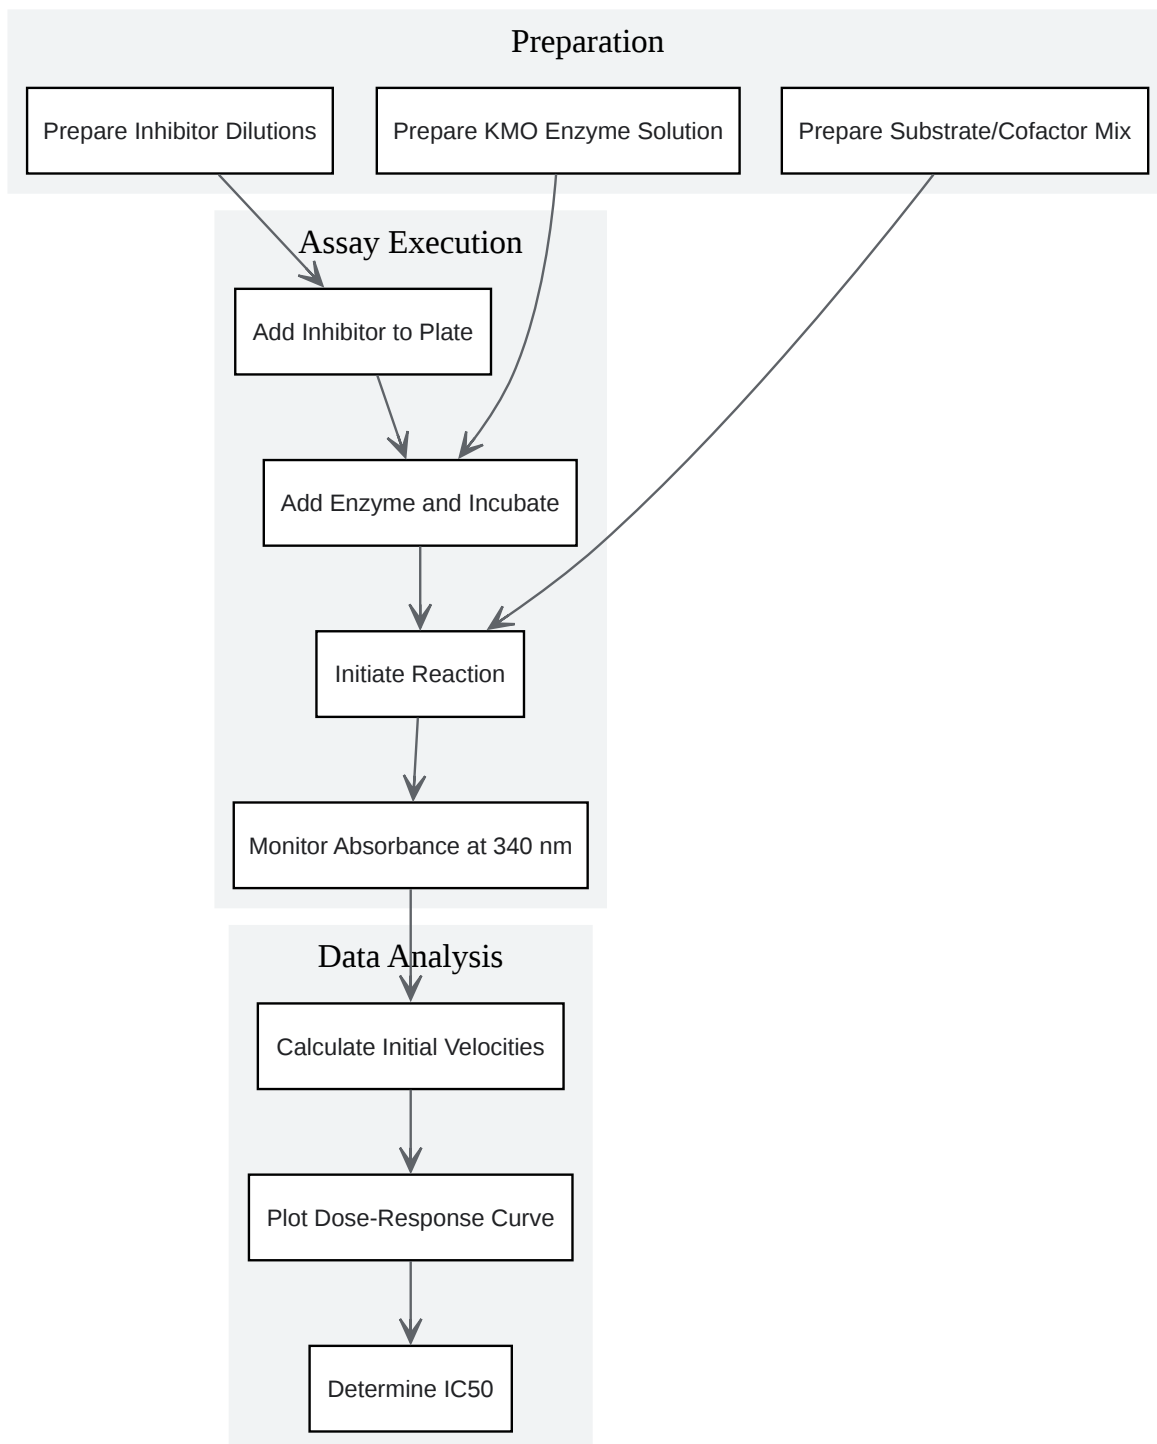 Preparation
Prepare Inhibitor Dilutions
Prepare KMO Enzyme Solution
Prepare Substrate/Cofactor Mix
Assay Execution
Add Inhibitor to Plate
Add Enzyme and Incubate
Initiate Reaction
Monitor Absorbance at 340 nm
Data Analysis
Calculate Initial Velocities
Plot Dose-Response Curve
Determine IC50